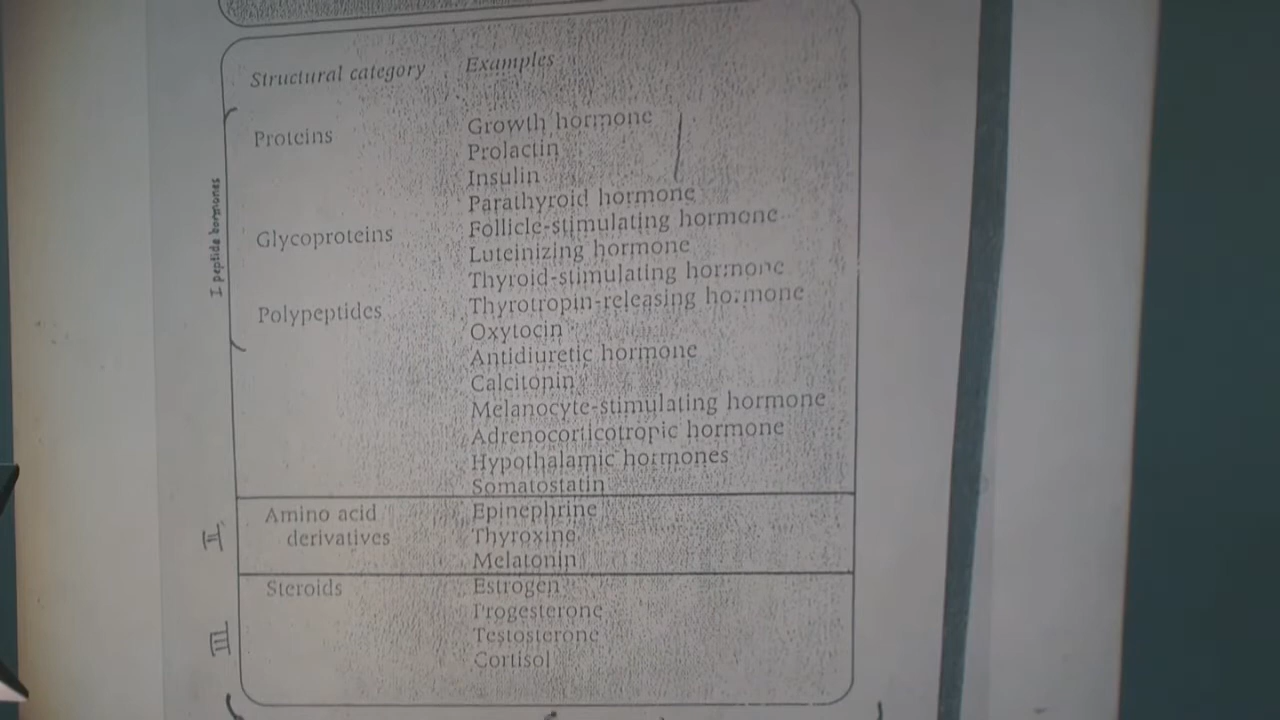 Structural category Examples
Proteins Growth hormone
Prolactin
Insulin
Parathyroid hormone
Glycoproteins Follicle-stimulating hormone
Luteinizing hormone
Thyroid-stimulating hormone
Polypeptides Thyrotropin-releasing hormone
Oxytocin
Antidiuretic hormone
Calcitonin
Melanocyte-stimulating hormone
Adrenocorticotropic hormone
Hypothalamic hormones
Somatostatin
I peptide hormones
II
Amino acid Epinephrine
derivatives Thyroxine
Melatonin
III
Steroids Estrogen
Progesterone
Testosterone
Cortisol